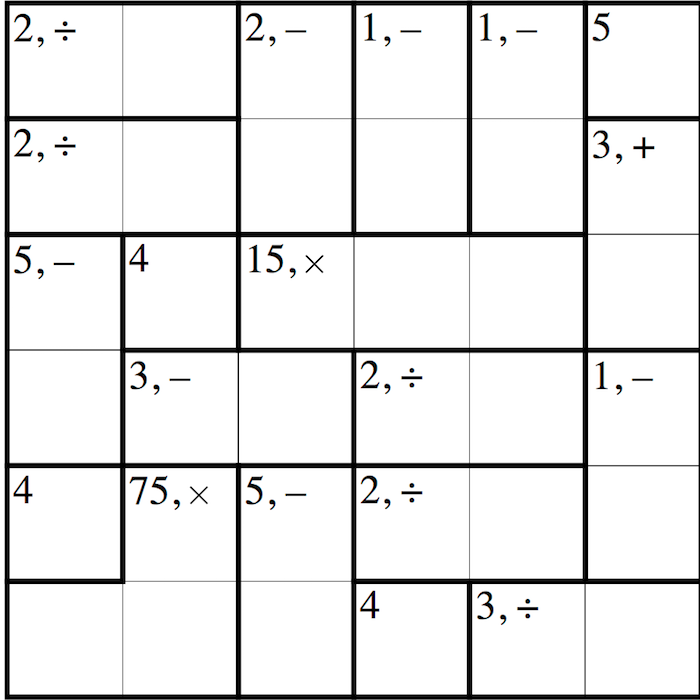 2, ÷ 2, – 1, – 1, – 5
2, ÷ 3, +
5, – 4 15, ×
3, – 2, ÷ 1, –
4 75, × 5, – 2, ÷
4 3, ÷